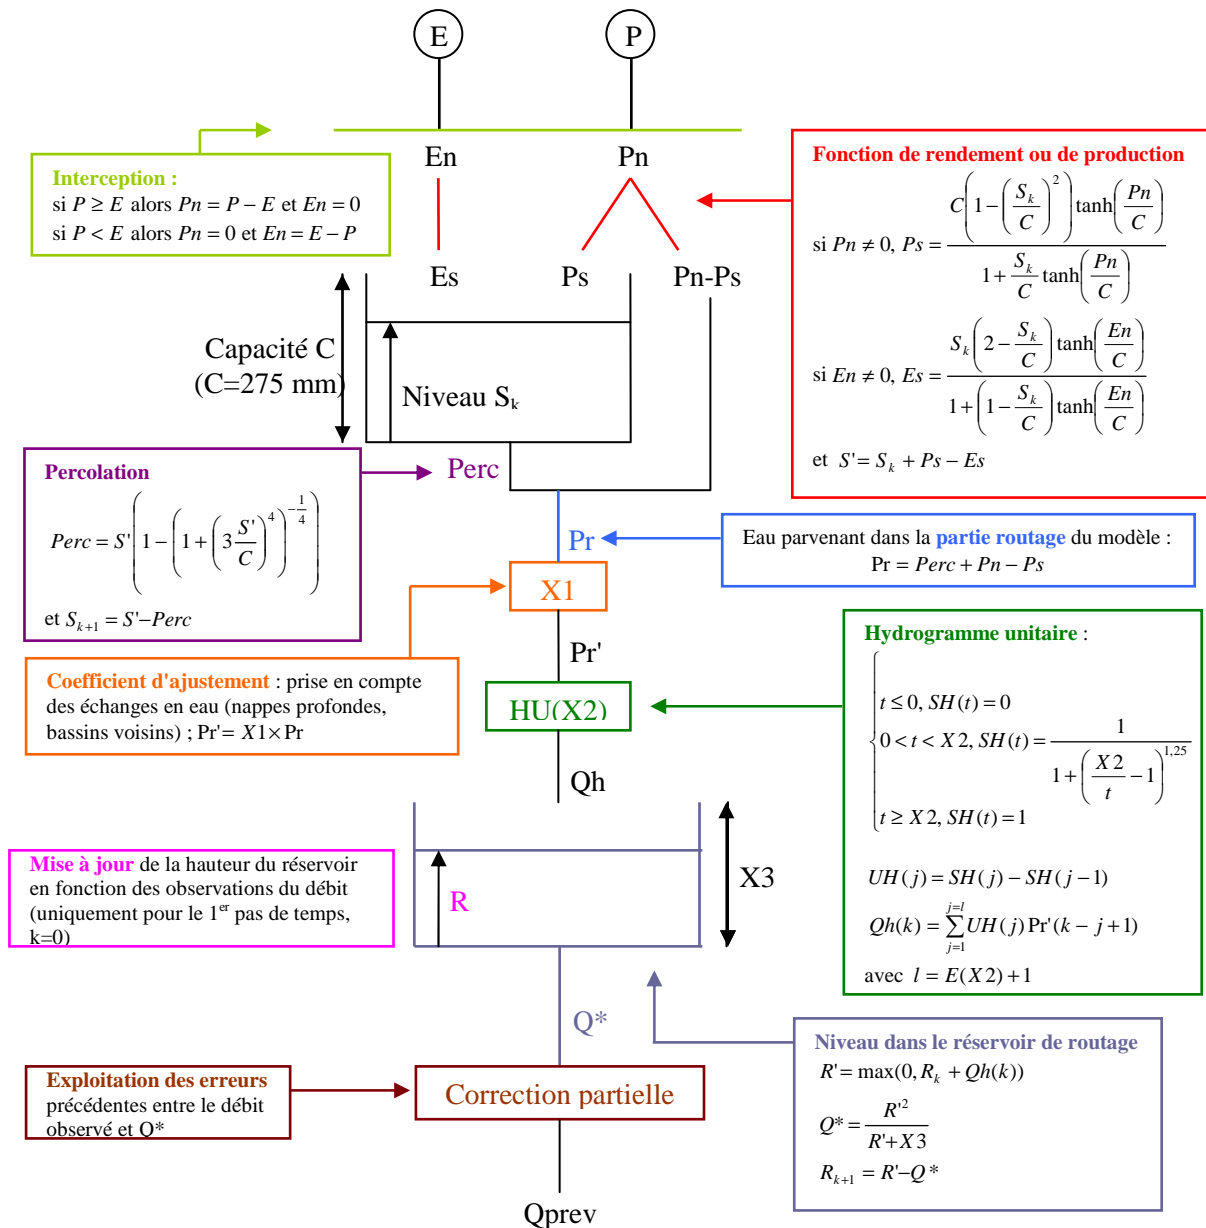 E
P
En
Pn
Interception :
si P ≥ E alors Pn = P − E et En = 0
si P < E alors Pn = 0 et En = E − P
Fonction de rendement ou de production
si Pn ≠ 0, Ps = C(1 − (S_k/C)^2) tanh(Pn/C) / (1 + S_k/C tanh(Pn/C))
si En ≠ 0, Es = S_k(2 − S_k/C) tanh(En/C) / (1 + (1 − S_k/C) tanh(En/C))
et S' = S_k + Ps − Es
Es
Ps
Pn-Ps
Capacité C
(C=275 mm)
Niveau S_k
Percolation
Perc = S'(1 − (1 + (3 S'/C)^4)^(−1/4))
et S_{k+1} = S'−Perc
Perc
Pr
Eau parvenant dans la partie routage du modèle :
Pr = Perc + Pn − Ps
X1
Pr'
Coefficient d'ajustement : prise en compte
des échanges en eau (nappes profondes,
bassins voisins) ; Pr'= X1 × Pr
HU(X2)
Hydrogramme unitaire :
t ≤ 0, SH(t) = 0
0 < t < X2, SH(t) = 1 / (1 + (X2/t − 1)^1,25)
t ≥ X2, SH(t) = 1
UH(j) = SH(j) − SH(j−1)
Qh(k) = ∑_{j=1}^{j=l} UH(j) Pr'(k − j + 1)
avec l = E(X2) + 1
Qh
Mise à jour de la hauteur du réservoir
en fonction des observations du débit
(uniquement pour le 1er pas de temps,
k=0)
R
X3
Q*
Niveau dans le réservoir de routage
R' = max(0, R_k + Qh(k))
Q* = R'^2 / (R'+X3)
R_{k+1} = R'−Q*
Exploitation des erreurs
précédentes entre le débit
observé et Q*
Correction partielle
Qprev